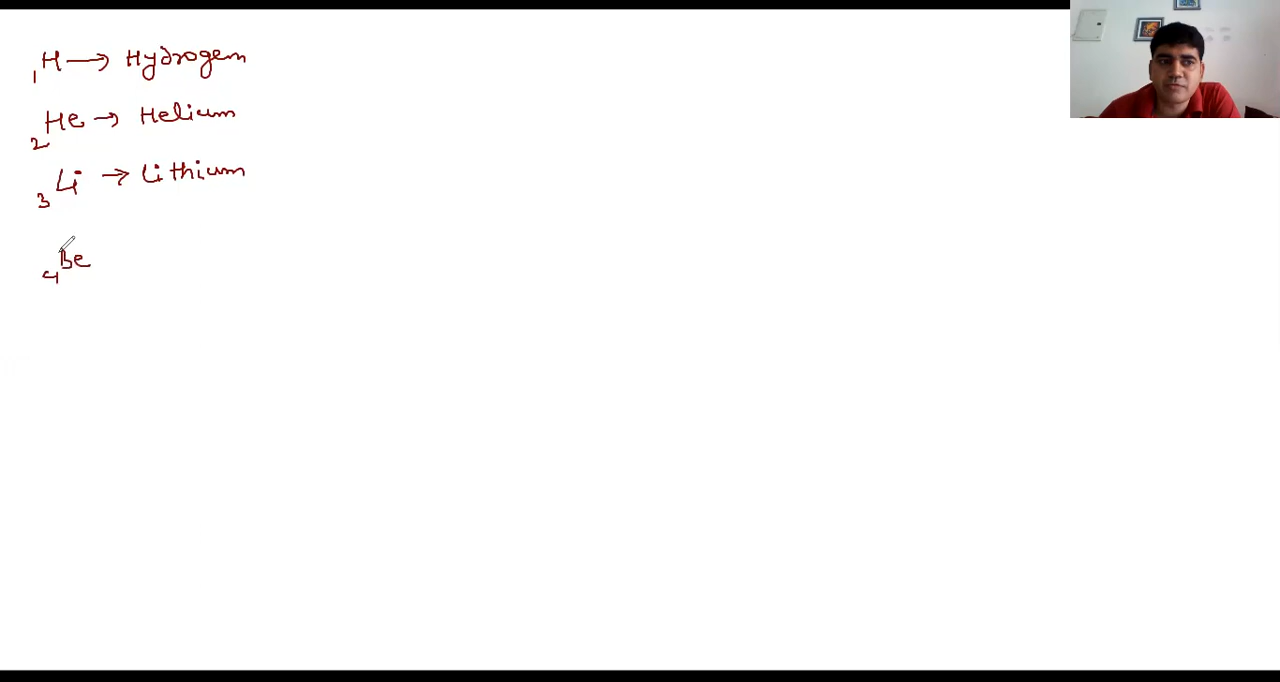 ₁H → Hydrogen
₂He → Helium
₃Li → Lithium
₄Be